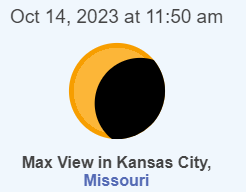 Oct 14, 2023 at 11:50 am
Max View in Kansas City,
Missouri